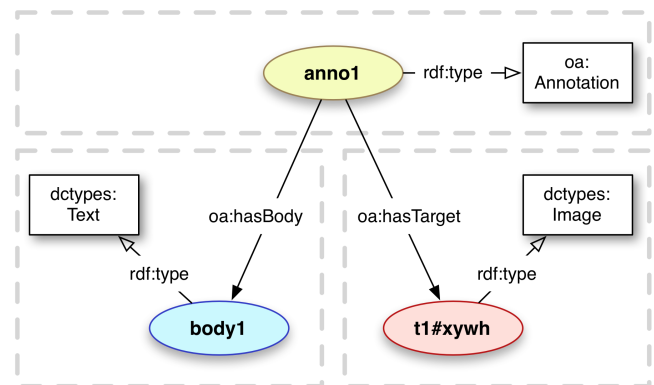 anno1
rdf:type
oa:
Annotation
dctypes:
Text
oa:hasBody
oa:hasTarget
dctypes:
Image
rdf:type
rdf:type
body1
t1#xywh